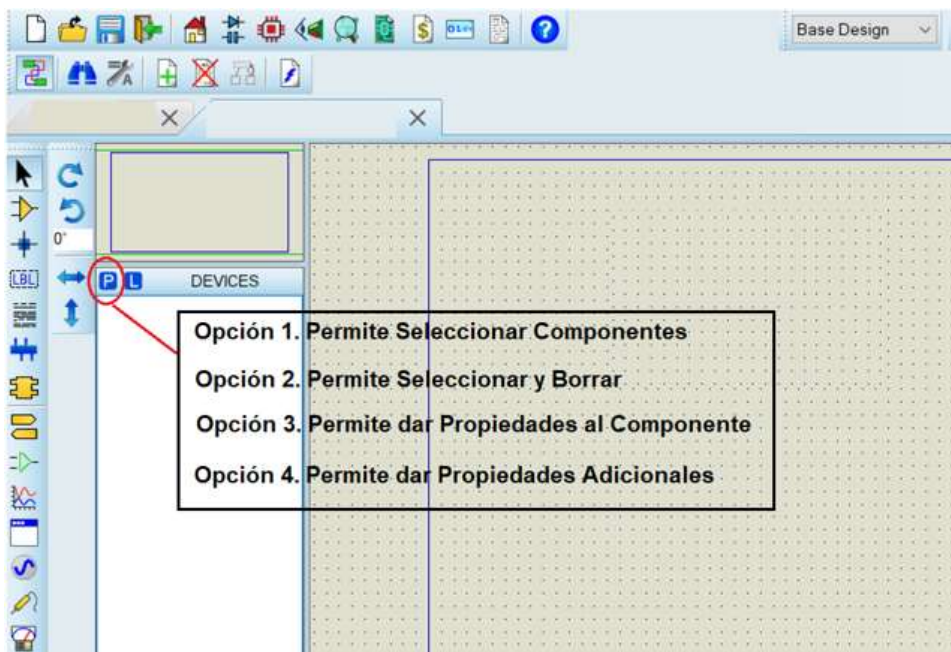 Base Design
A
0°
LBL
P L DEVICES
Opción 1. Permite Seleccionar Componentes
Opción 2. Permite Seleccionar y Borrar
Opción 3. Permite dar Propiedades al Componente
Opción 4. Permite dar Propiedades Adicionales